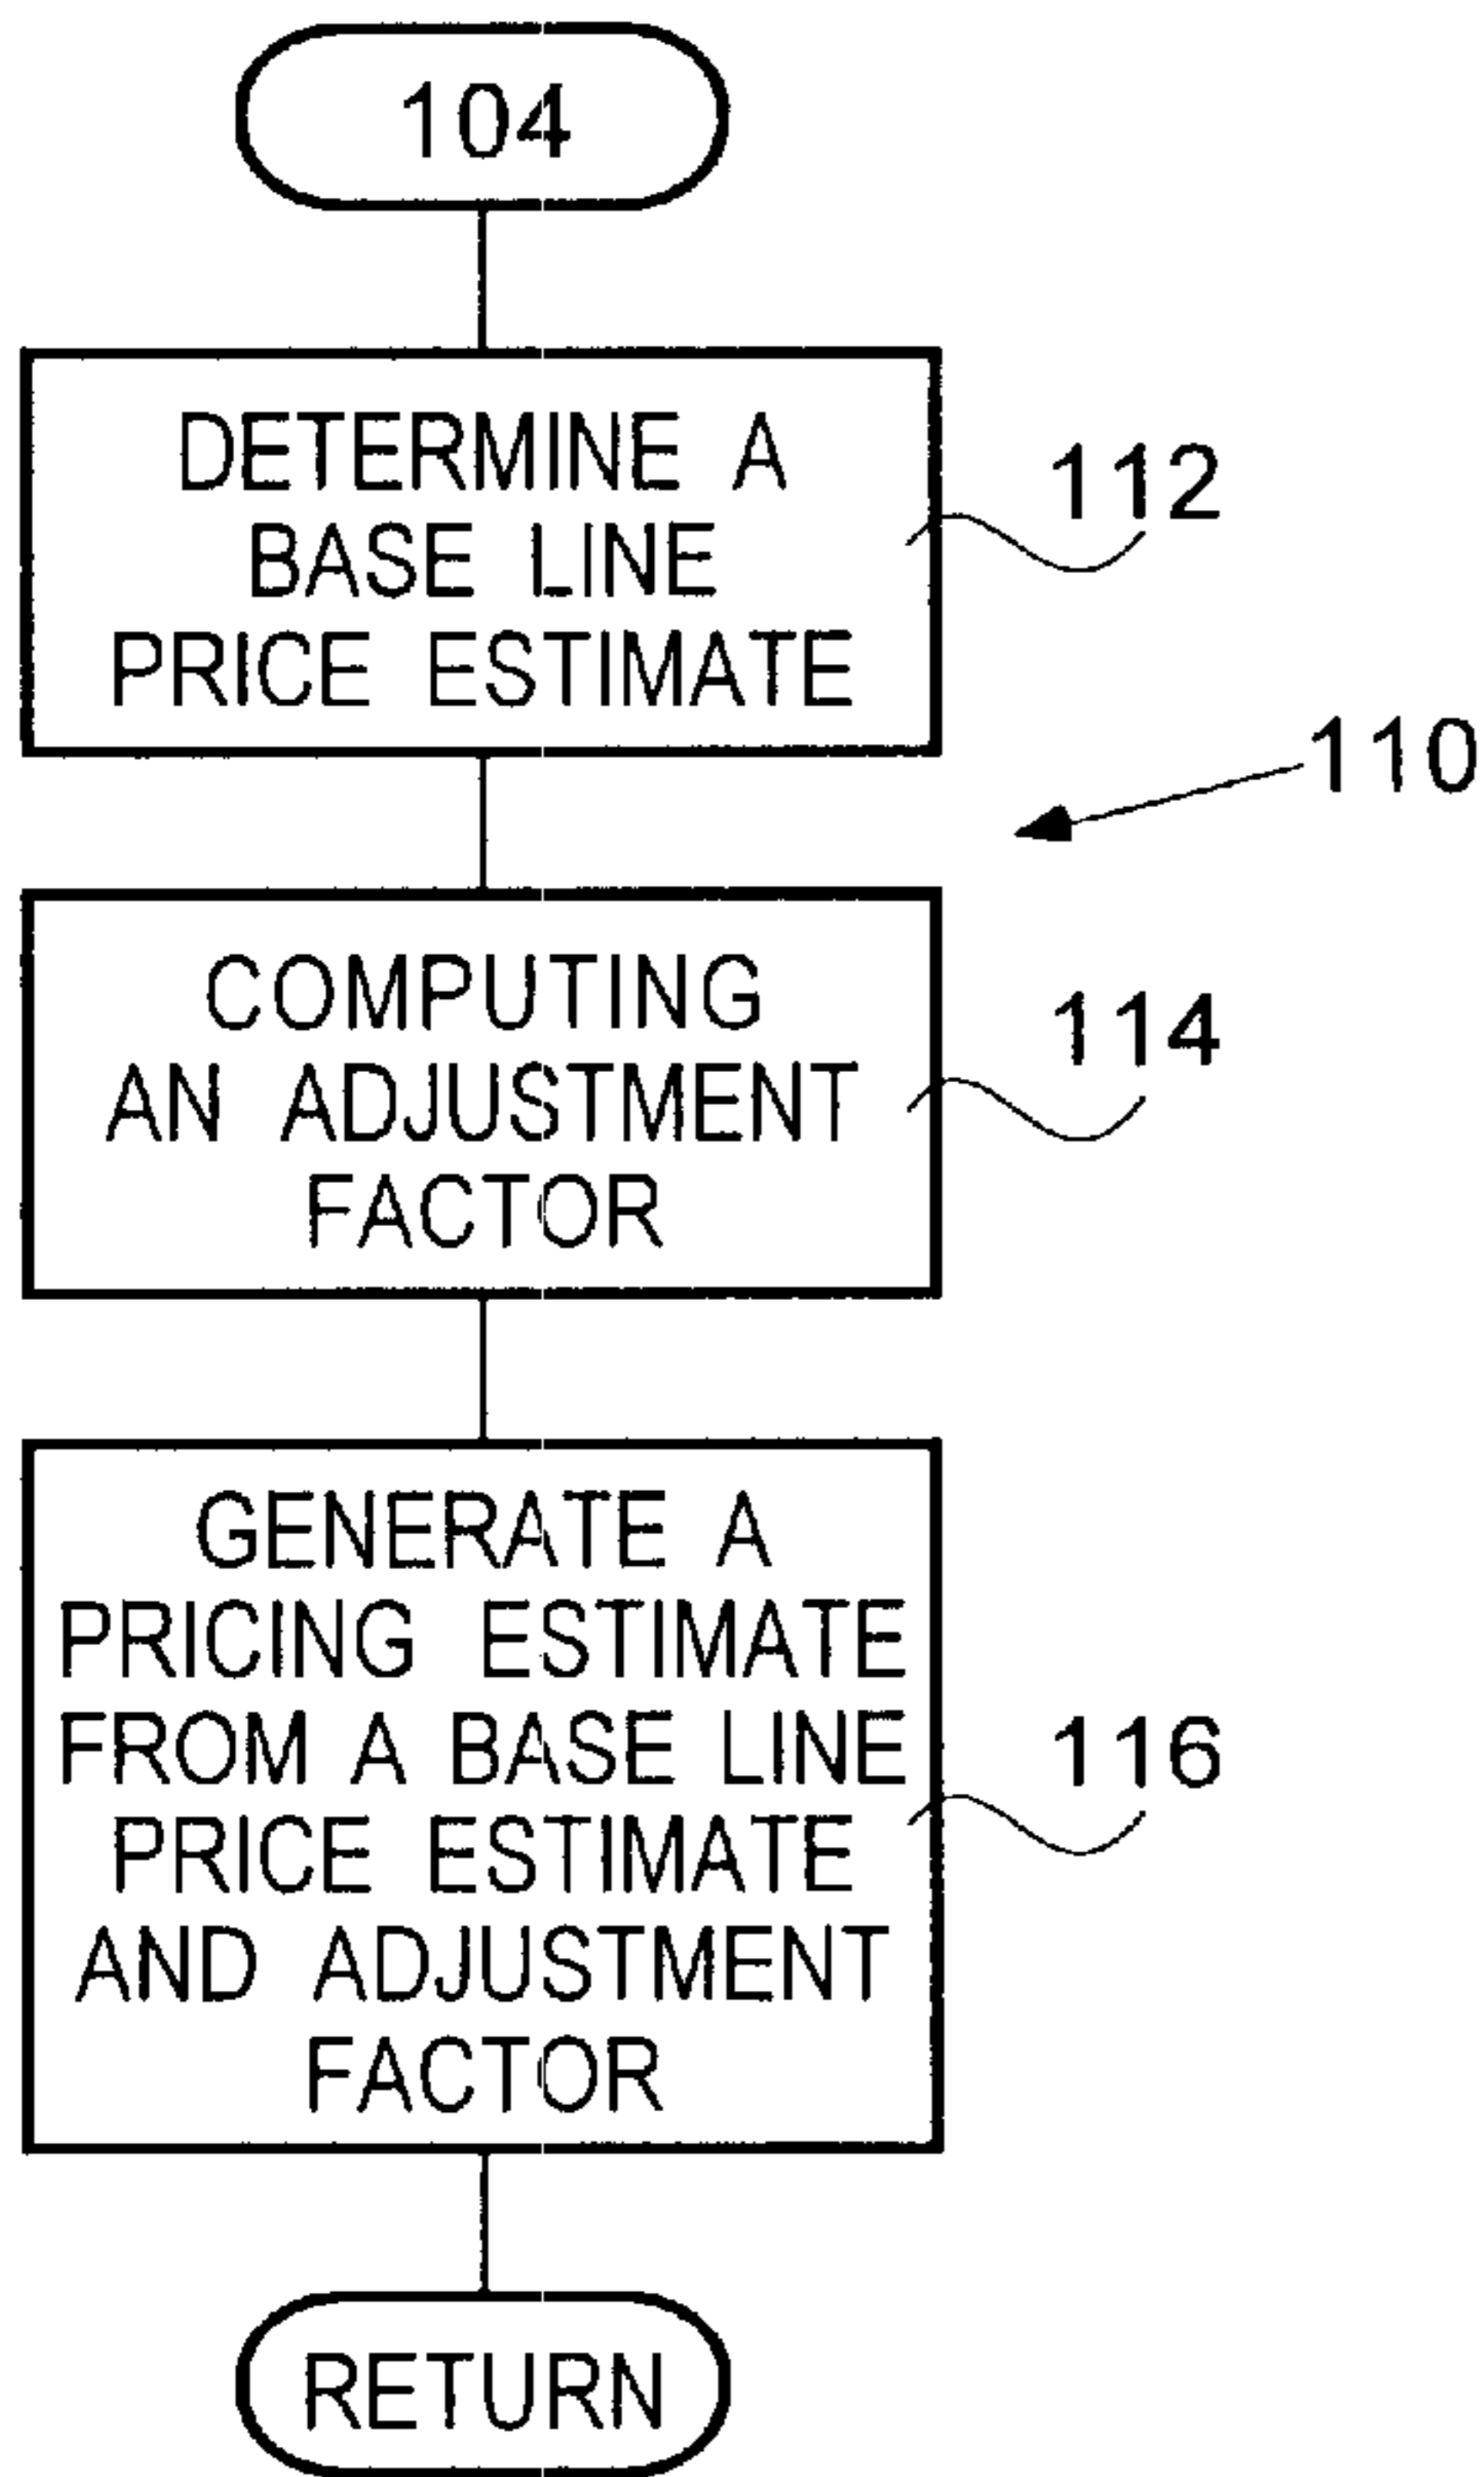 104
DETERMINE A
BASE LINE
PRICE ESTIMATE
112
110
COMPUTING
AN ADJUSTMENT
FACTOR
114
GENERATE A
PRICING ESTIMATE
FROM A BASE LINE
PRICE ESTIMATE
AND ADJUSTMENT
FACTOR
116
RETURN